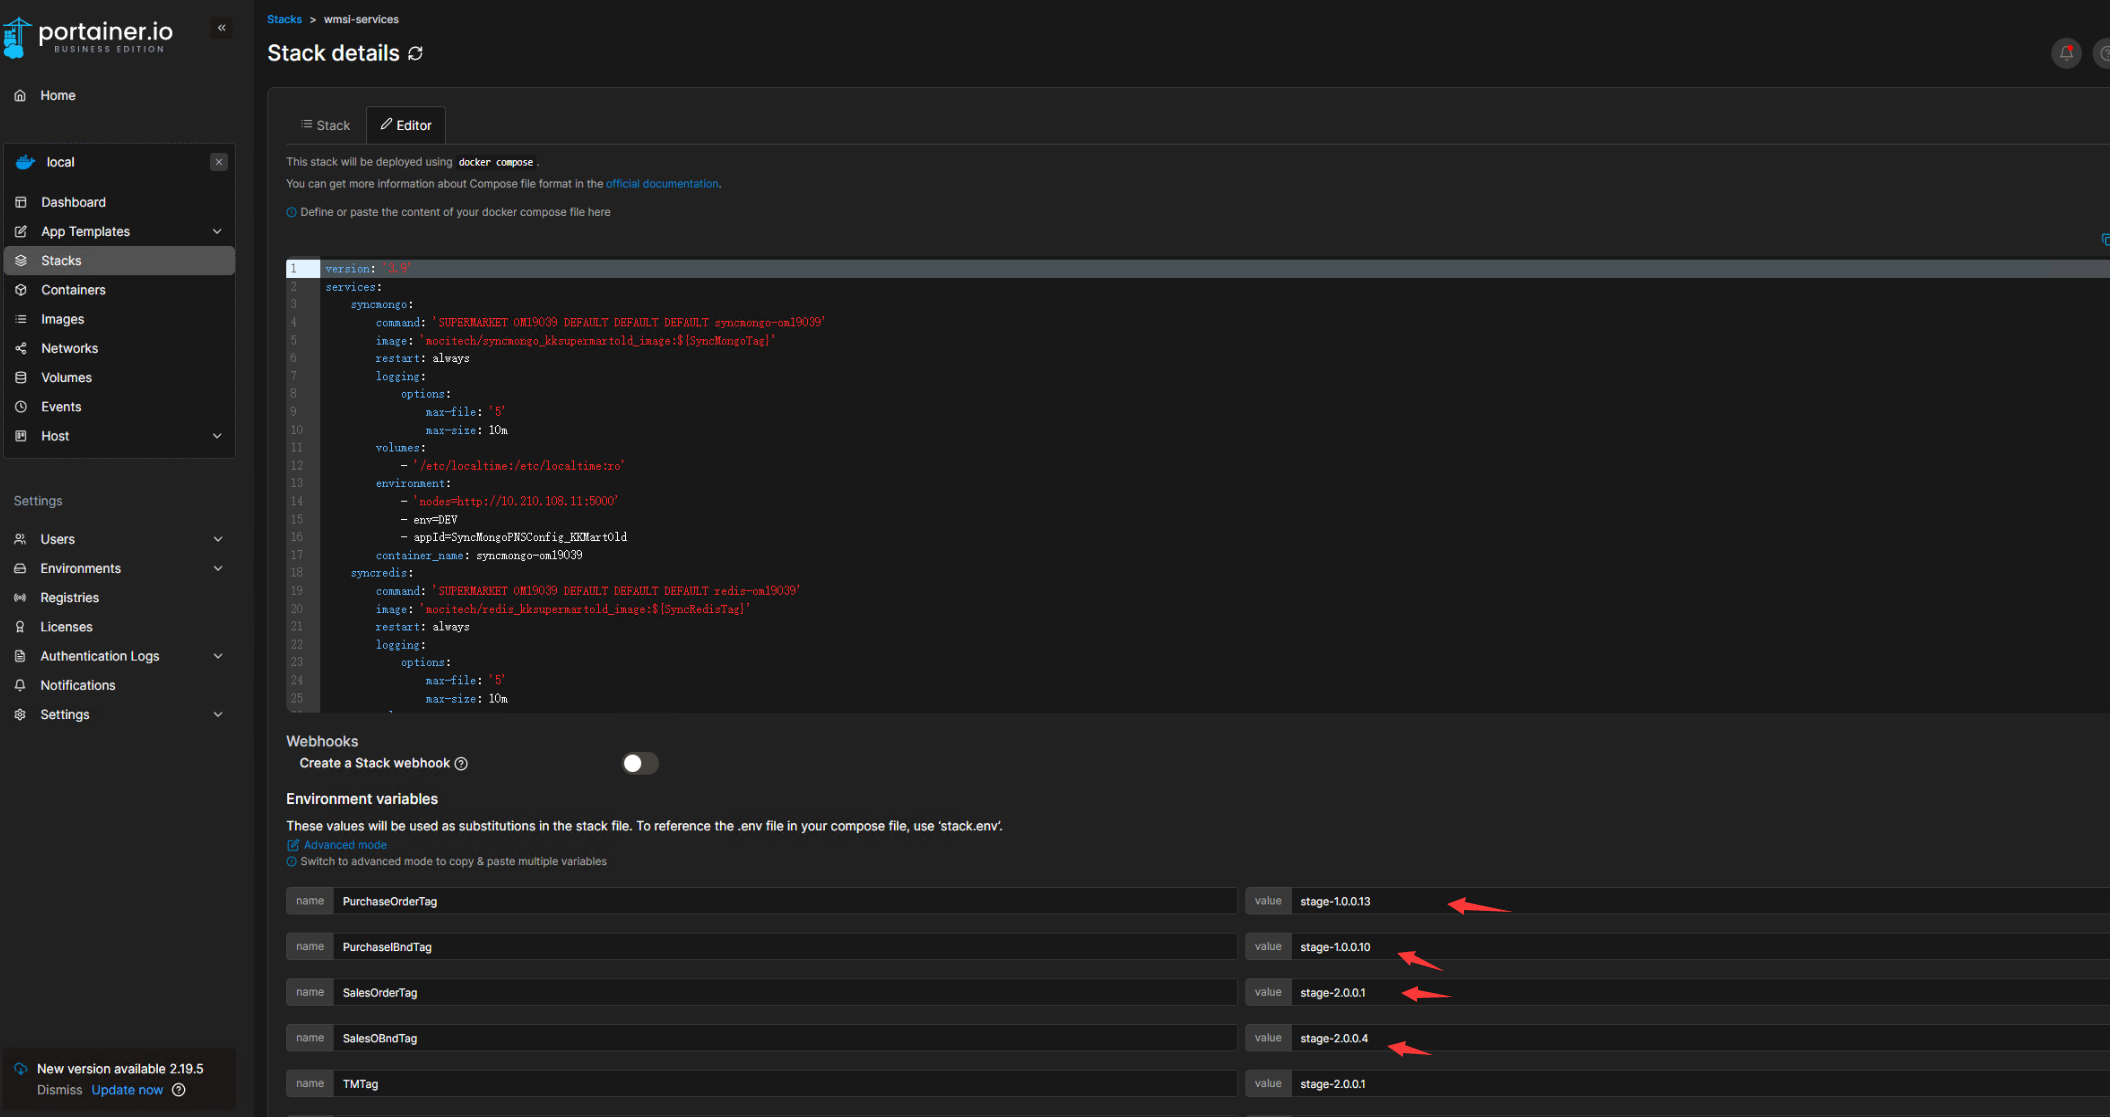 portainer.io
BUSINESS EDITION
«
Home
local
×
Dashboard
App Templates
Stacks
Containers
Images
Networks
Volumes
Events
Host
Settings
Users
Environments
Registries
Licenses
Authentication Logs
Notifications
Settings
New version available 2.19.5
Dismiss Update now
Stacks > wmsi-services
Stack details
Stack Editor
This stack will be deployed using docker compose .
You can get more information about Compose file format in the official documentation.
Define or paste the content of your docker compose file here
1 version: '3.9'
2 services:
3 syncmongo:
4 command: 'SUPERMARKET OM19039 DEFAULT DEFAULT DEFAULT syncmongo-om19039'
5 image: 'mocitech/syncmongo_kksupermartold_image:${SyncMongoTag}'
6 restart: always
7 logging:
8 options:
9 max-file: '5'
10 max-size: 10m
11 volumes:
12 - '/etc/localtime:/etc/localtime:ro'
13 environment:
14 - 'nodes=http://10.210.108.11:5000'
15 - env=DEV
16 - appId=SyncMongoPNSConfig_KKMartOld
17 container_name: syncmongo-om19039
18 syncredis:
19 command: 'SUPERMARKET OM19039 DEFAULT DEFAULT DEFAULT redis-om19039'
20 image: 'mocitech/redis_kksupermartold_image:${SyncRedisTag}'
21 restart: always
22 logging:
23 options:
24 max-file: '5'
25 max-size: 10m
Webhooks
Create a Stack webhook
Environment variables
These values will be used as substitutions in the stack file. To reference the .env file in your compose file, use ‘stack.env’.
Advanced mode
Switch to advanced mode to copy & paste multiple variables
name PurchaseOrderTag value stage-1.0.0.13
name PurchaseIBndTag value stage-1.0.0.10
name SalesOrderTag value stage-2.0.0.1
name SalesOBndTag value stage-2.0.0.4
name TMTag value stage-2.0.0.1